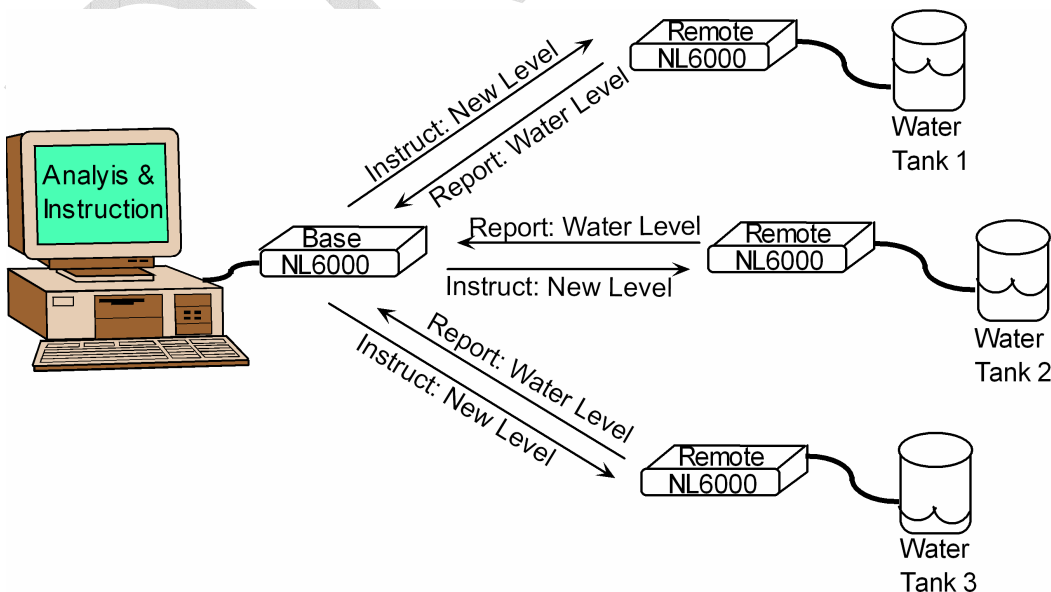 Analyis &
Instruction
Base
NL6000
Instruct: New Level
Report: Water Level
Remote
NL6000
Water
Tank 1
Report: Water Level
Instruct: New Level
Remote
NL6000
Water
Tank 2
Report: Water Level
Instruct: New Level
Remote
NL6000
Water
Tank 3